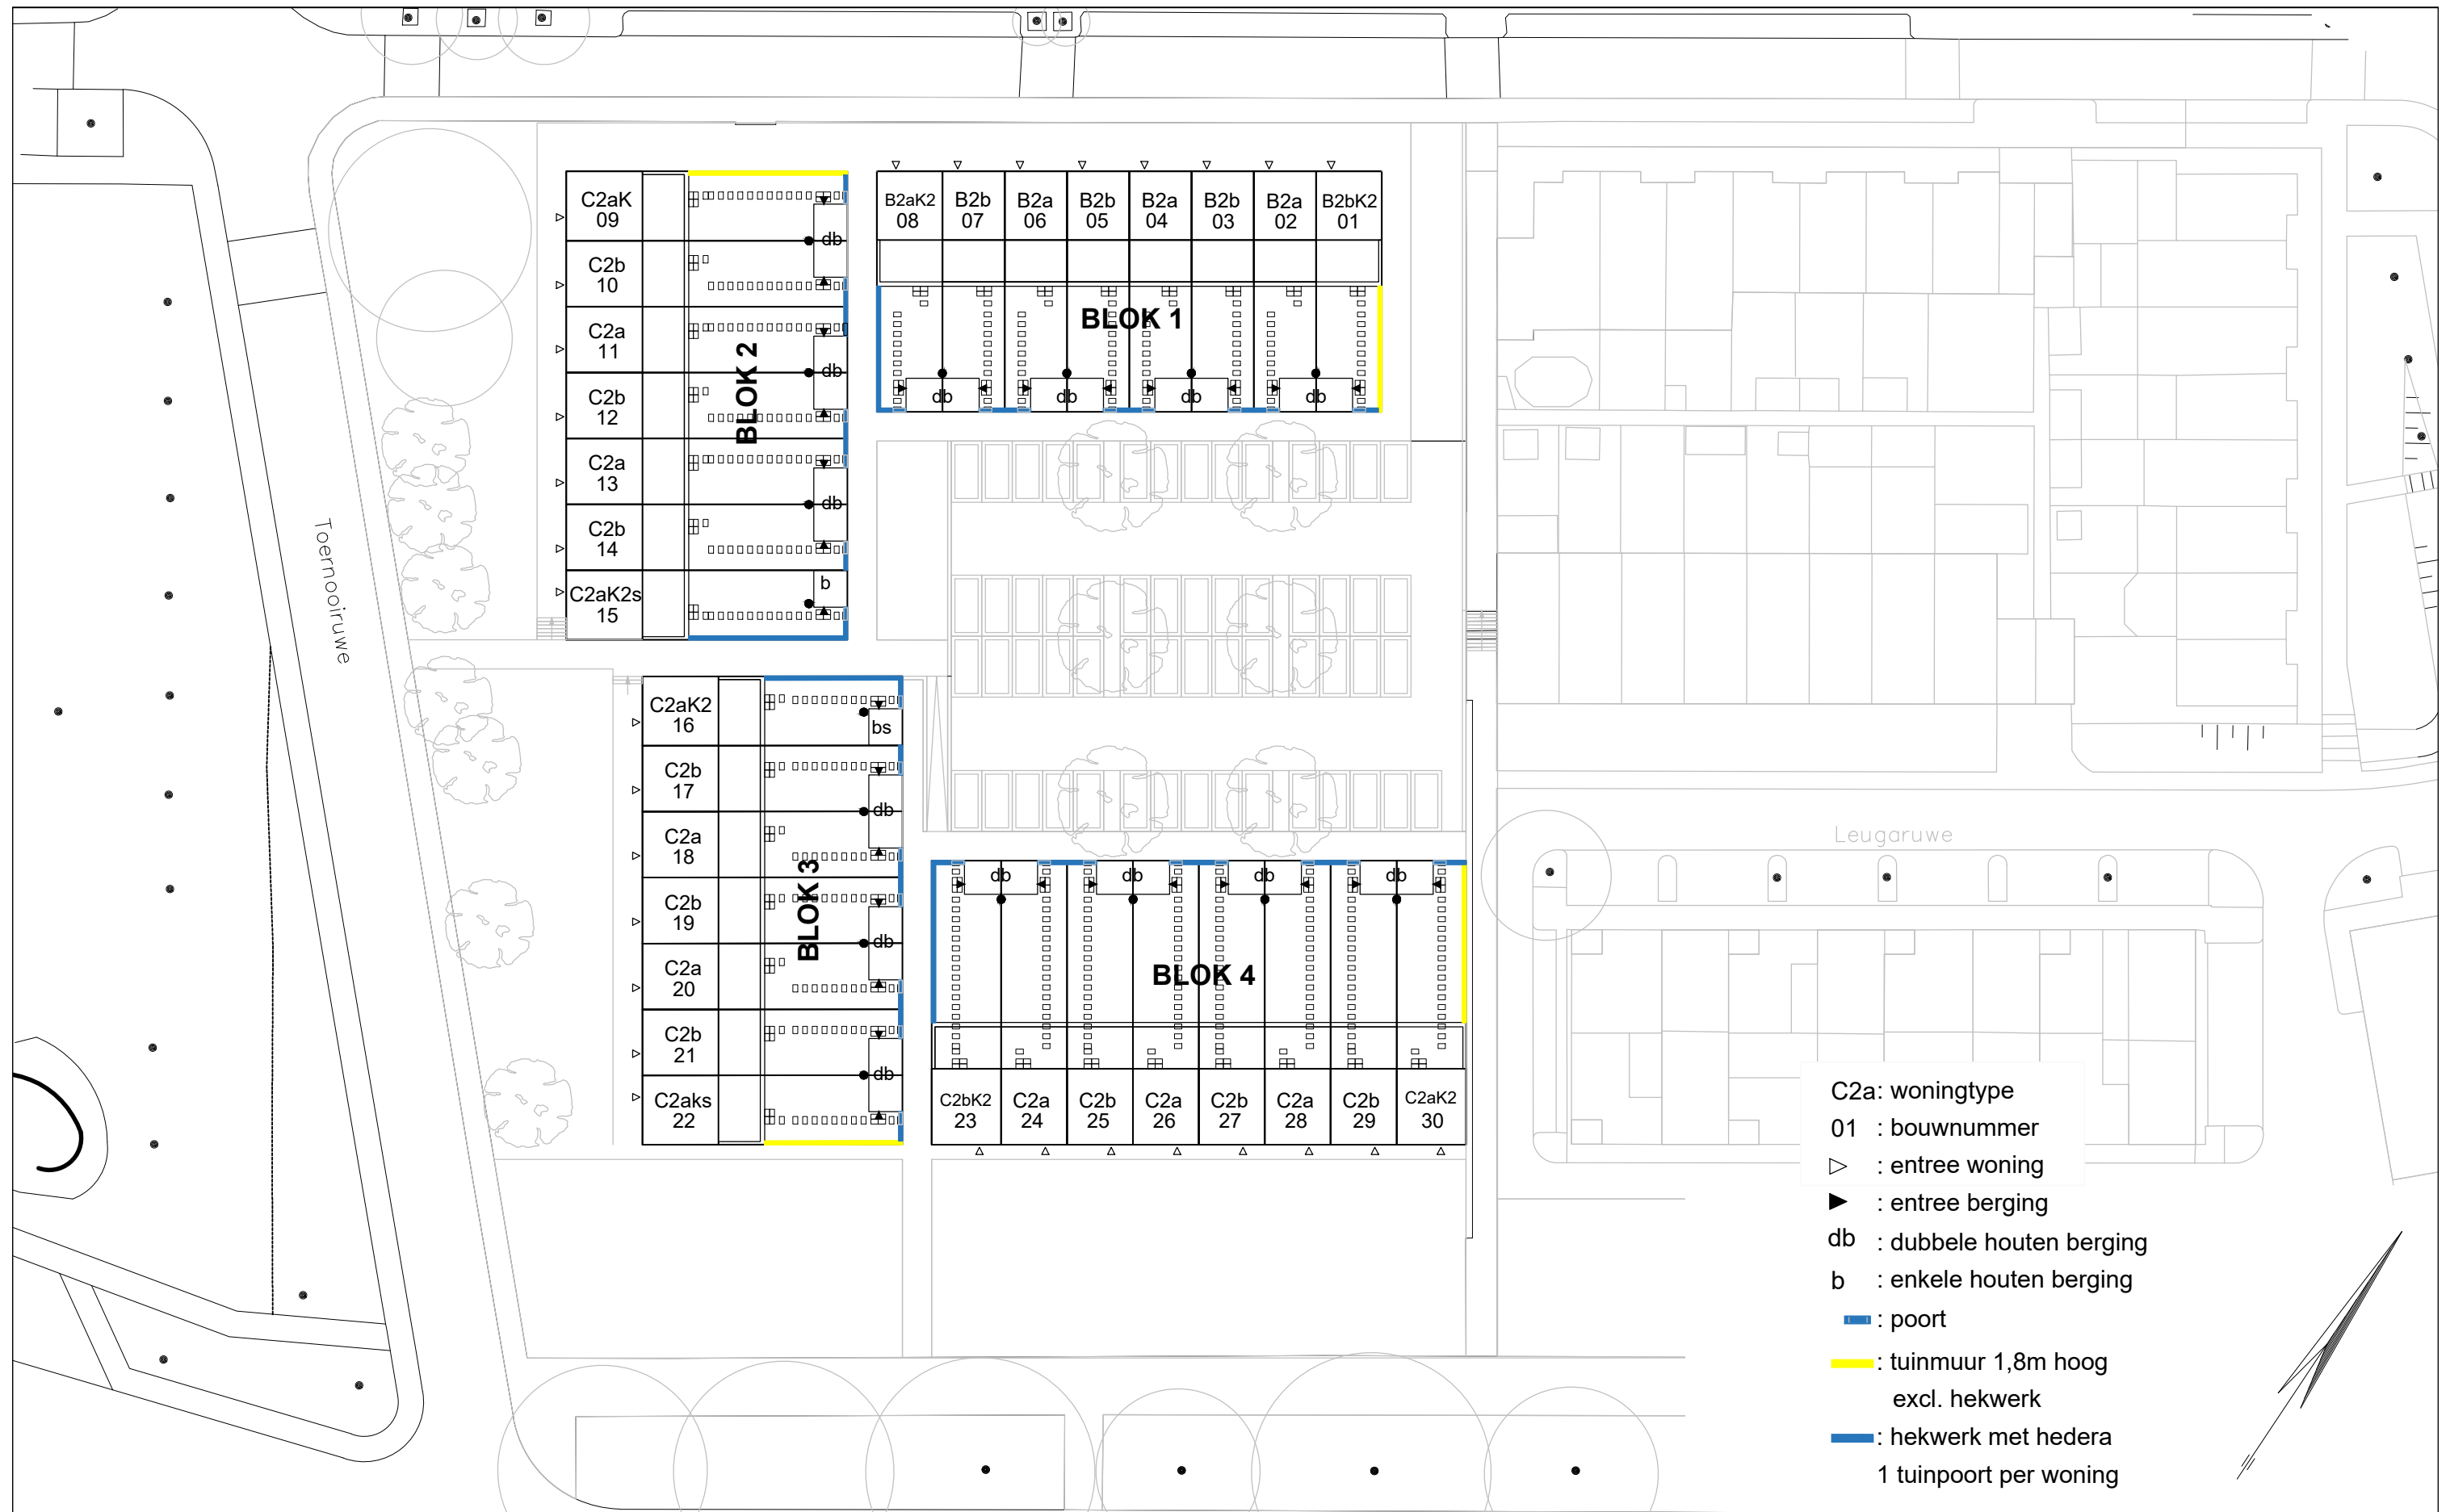 C2aK
09
C2b
10
C2a
11
C2b
12
C2a
13
C2b
14
C2aK2s
15
db
db
db
b
BLOK 2
B2aK2
08
B2b
07
B2a
06
B2b
05
B2a
04
B2b
03
B2a
02
B2bK2
01
BLOK 1
db
db
db
db
Toernooiruwe
C2aK2
16
C2b
17
C2a
18
C2b
19
C2a
20
C2b
21
C2aks
22
bs
db
db
db
BLOK 3
db
db
db
db
BLOK 4
C2bK2
23
C2a
24
C2b
25
C2a
26
C2b
27
C2a
28
C2b
29
C2aK2
30
Leugaruwe
C2a: woningtype
01 : bouwnummer
: entree woning
: entree berging
db : dubbele houten berging
b : enkele houten berging
: poort
: tuinmuur 1,8m hoog
excl. hekwerk
: hekwerk met hedera
1 tuinpoort per woning